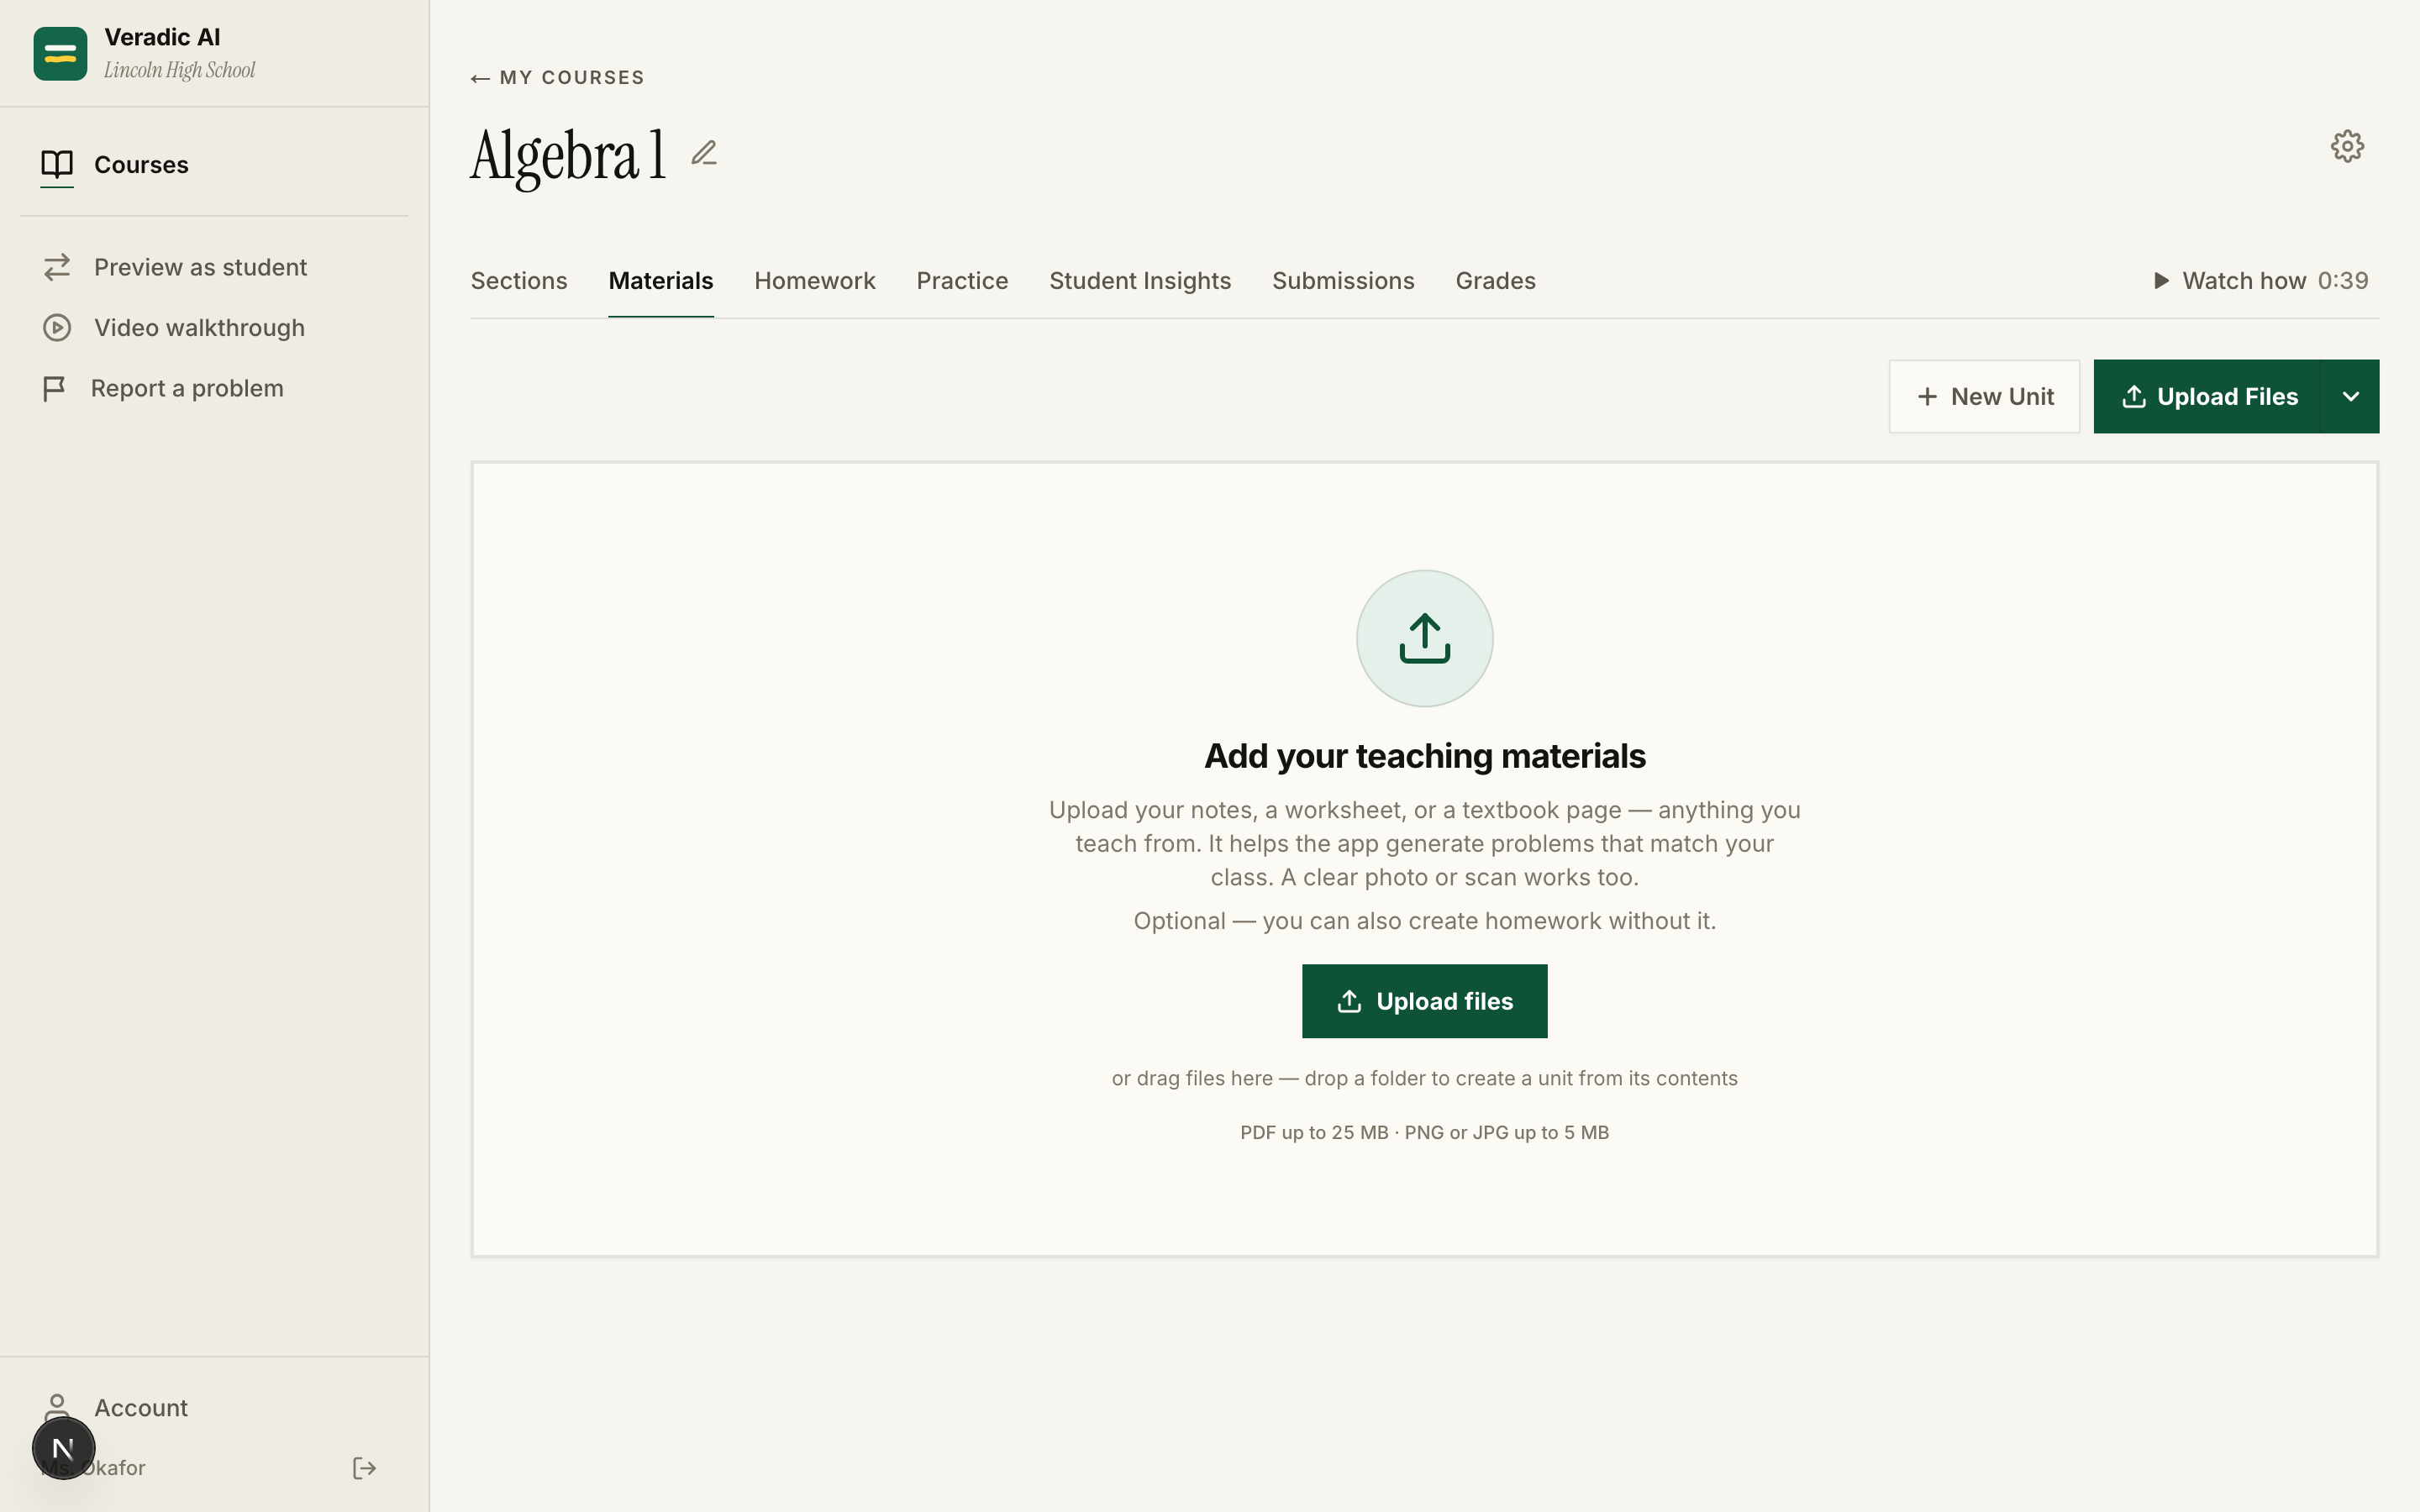 Veradic AI
Lincoln High School
Courses
Preview as student
Video walkthrough
Report a problem
Account
Ms. Okafor
N
← MY COURSES
Algebra 1
Sections Materials Homework Practice Student Insights Submissions Grades
Watch how 0:39
+ New Unit
Upload Files
Add your teaching materials
Upload your notes, a worksheet, or a textbook page — anything you
teach from. It helps the app generate problems that match your
class. A clear photo or scan works too.
Optional — you can also create homework without it.
Upload files
or drag files here — drop a folder to create a unit from its contents
PDF up to 25 MB · PNG or JPG up to 5 MB